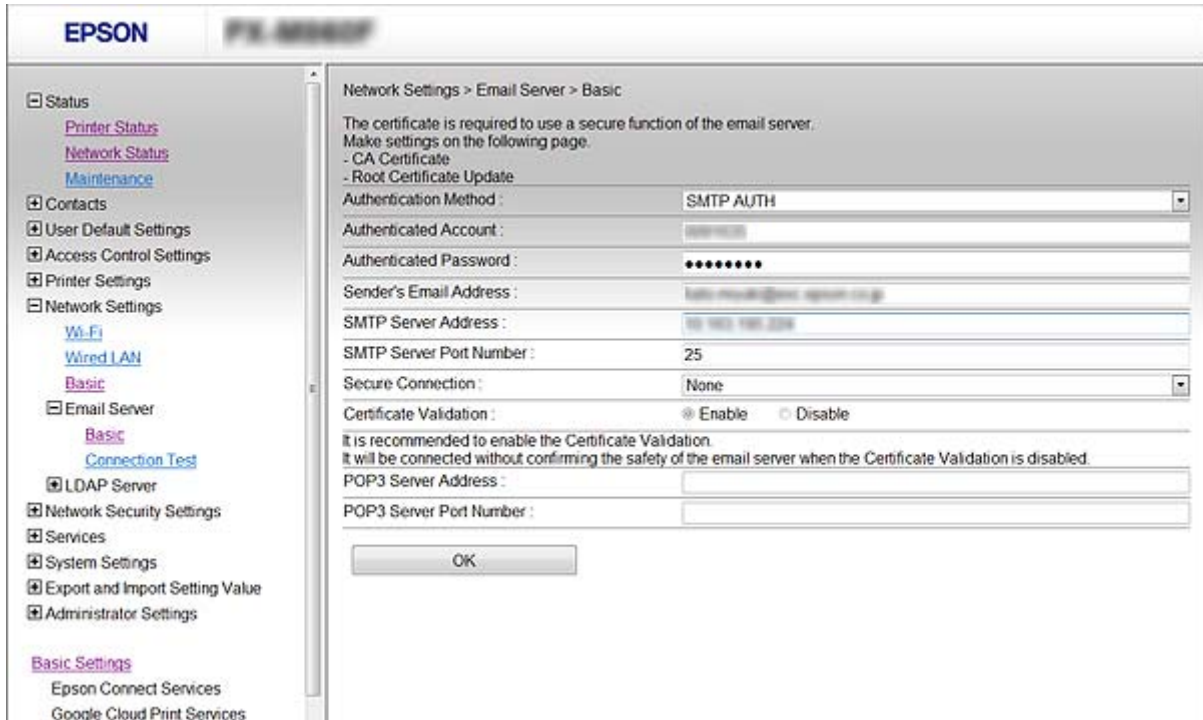 EPSON
Status
Printer Status
Network Status
Maintenance
Contacts
User Default Settings
Access Control Settings
Printer Settings
Network Settings
Wi-Fi
Wired LAN
Basic
Email Server
Basic
Connection Test
LDAP Server
Network Security Settings
Services
System Settings
Export and Import Setting Value
Administrator Settings
Basic Settings
Epson Connect Services
Google Cloud Print Services
Network Settings > Email Server > Basic
The certificate is required to use a secure function of the email server.
Make settings on the following page.
- CA Certificate
- Root Certificate Update
Authentication Method : SMTP AUTH
Authenticated Account :
Authenticated Password : ●●●●●●●●
Sender's Email Address :
SMTP Server Address :
SMTP Server Port Number : 25
Secure Connection : None
Certificate Validation : Enable Disable
It is recommended to enable the Certificate Validation.
It will be connected without confirming the safety of the email server when the Certificate Validation is disabled.
POP3 Server Address :
POP3 Server Port Number :
OK